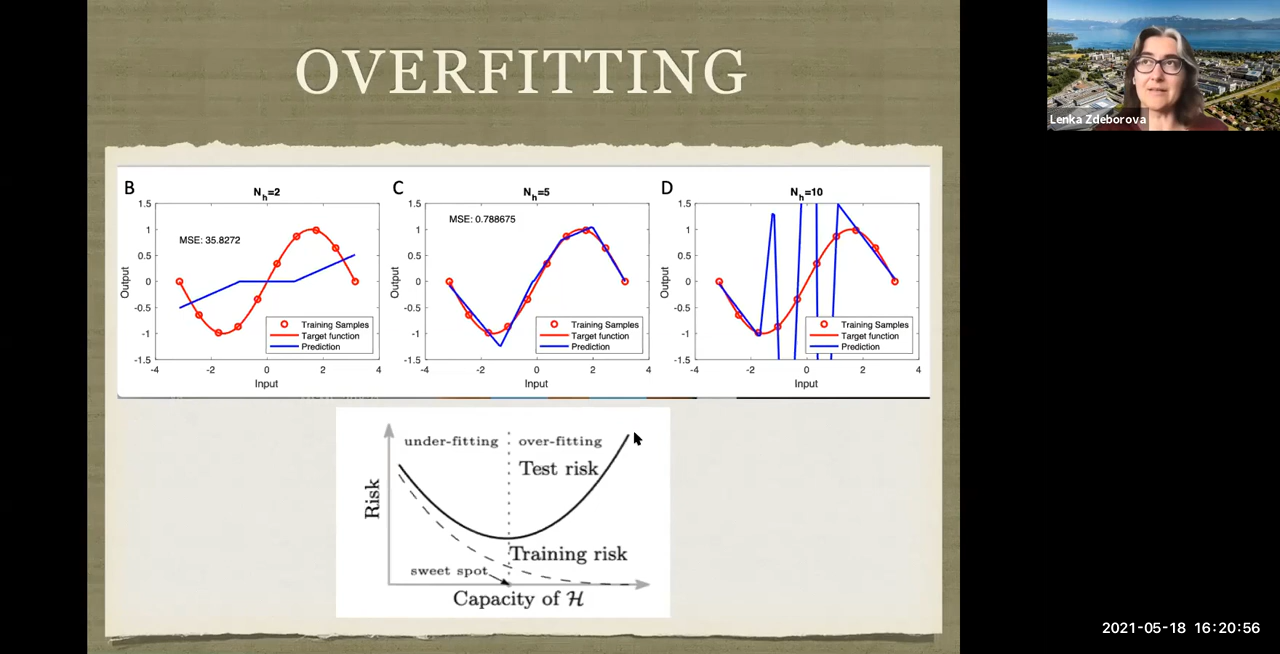 OVERFITTING
Lenka Zdeborova
B
N_h=2
1.5
1
0.5
0
-0.5
-1
-1.5
Output
MSE: 35.8272
Training Samples
Target function
Prediction
-4
-2
0
2
4
Input
C
N_h=5
1.5
1
0.5
0
-0.5
-1
-1.5
Output
MSE: 0.788675
Training Samples
Target function
Prediction
-4
-2
0
2
4
Input
D
N_h=10
1.5
1
0.5
0
-0.5
-1
-1.5
Output
Training Samples
Target function
Prediction
-4
-2
0
2
4
Input
under-fitting
over-fitting
Test risk
Risk
Training risk
sweet spot
Capacity of ℋ
2021-05-18 16:20:56